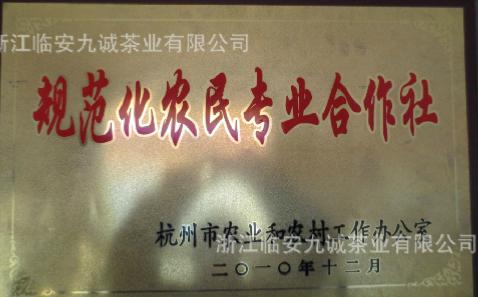 浙江临安九诚茶业有限公司
规范化农民专业合作社
杭州市农业和农村工作办公室
浙江临安九诚茶业有限公司
二〇一〇年十二月